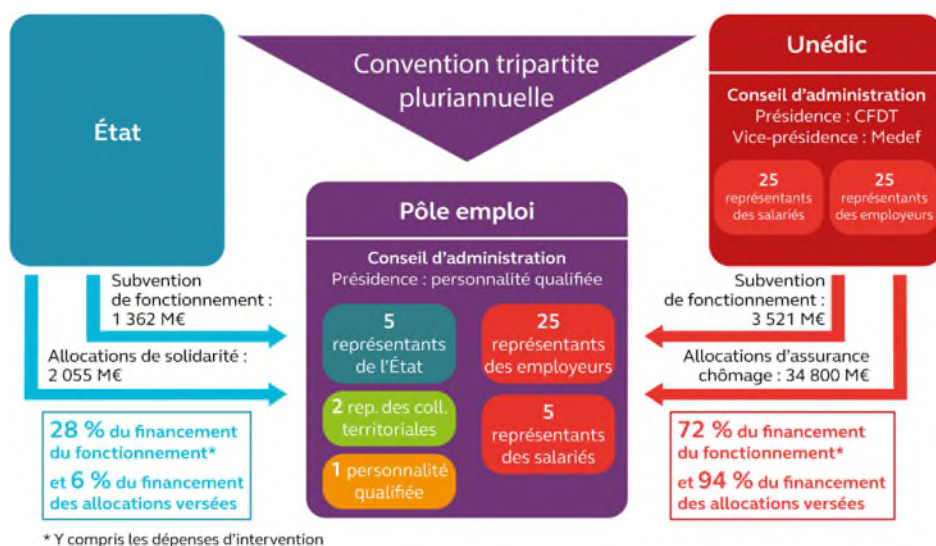 État
Convention tripartite
pluriannuelle
Unédic
Conseil d'administration
Présidence : CFDT
Vice-présidence : Medef
25
représentants
des salariés
25
représentants
des employeurs
Pôle emploi
Conseil d'administration
Présidence : personnalité qualifiée
5
représentants
de l'État
25
représentants
des employeurs
2 rep. des coll.
territoriales
5
représentants
des salariés
1 personnalité
qualifiée
Subvention
de fonctionnement :
1 362 M€
Allocations de solidarité :
2 055 M€
28 % du financement
du fonctionnement*
et 6 % du financement
des allocations versées
Subvention
de fonctionnement :
3 521 M€
Allocations d'assurance
chômage : 34 800 M€
72 % du financement
du fonctionnement*
et 94 % du financement
des allocations versées
* Y compris les dépenses d'intervention